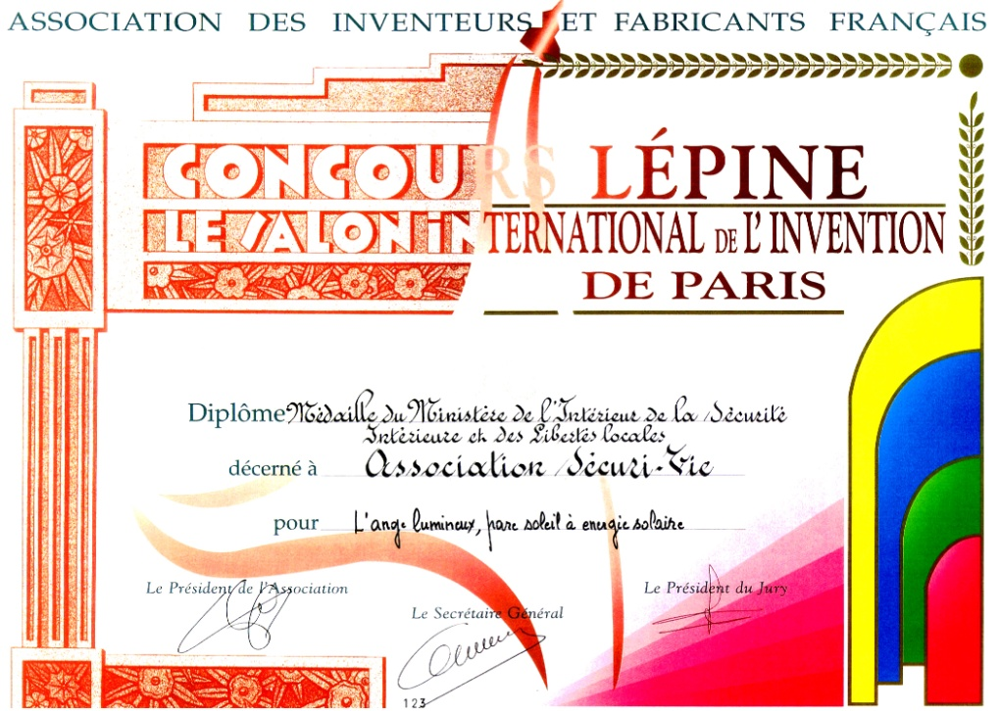 ASSOCIATION DES INVENTEURS ET FABRICANTS FRANÇAIS
CONCOURS LÉPINE
LE SALON INTERNATIONAL DE L'INVENTION
DE PARIS
Diplôme Médaille du Ministère de l'Intérieur de la Sécurité
Intérieure et des Libertés locales
décerné à Association Sécuri-Vie
pour L'ange lumineux, pare soleil à energie solaire
Le Président de l'Association
Le Président du Jury
Le Secrétaire Général
123